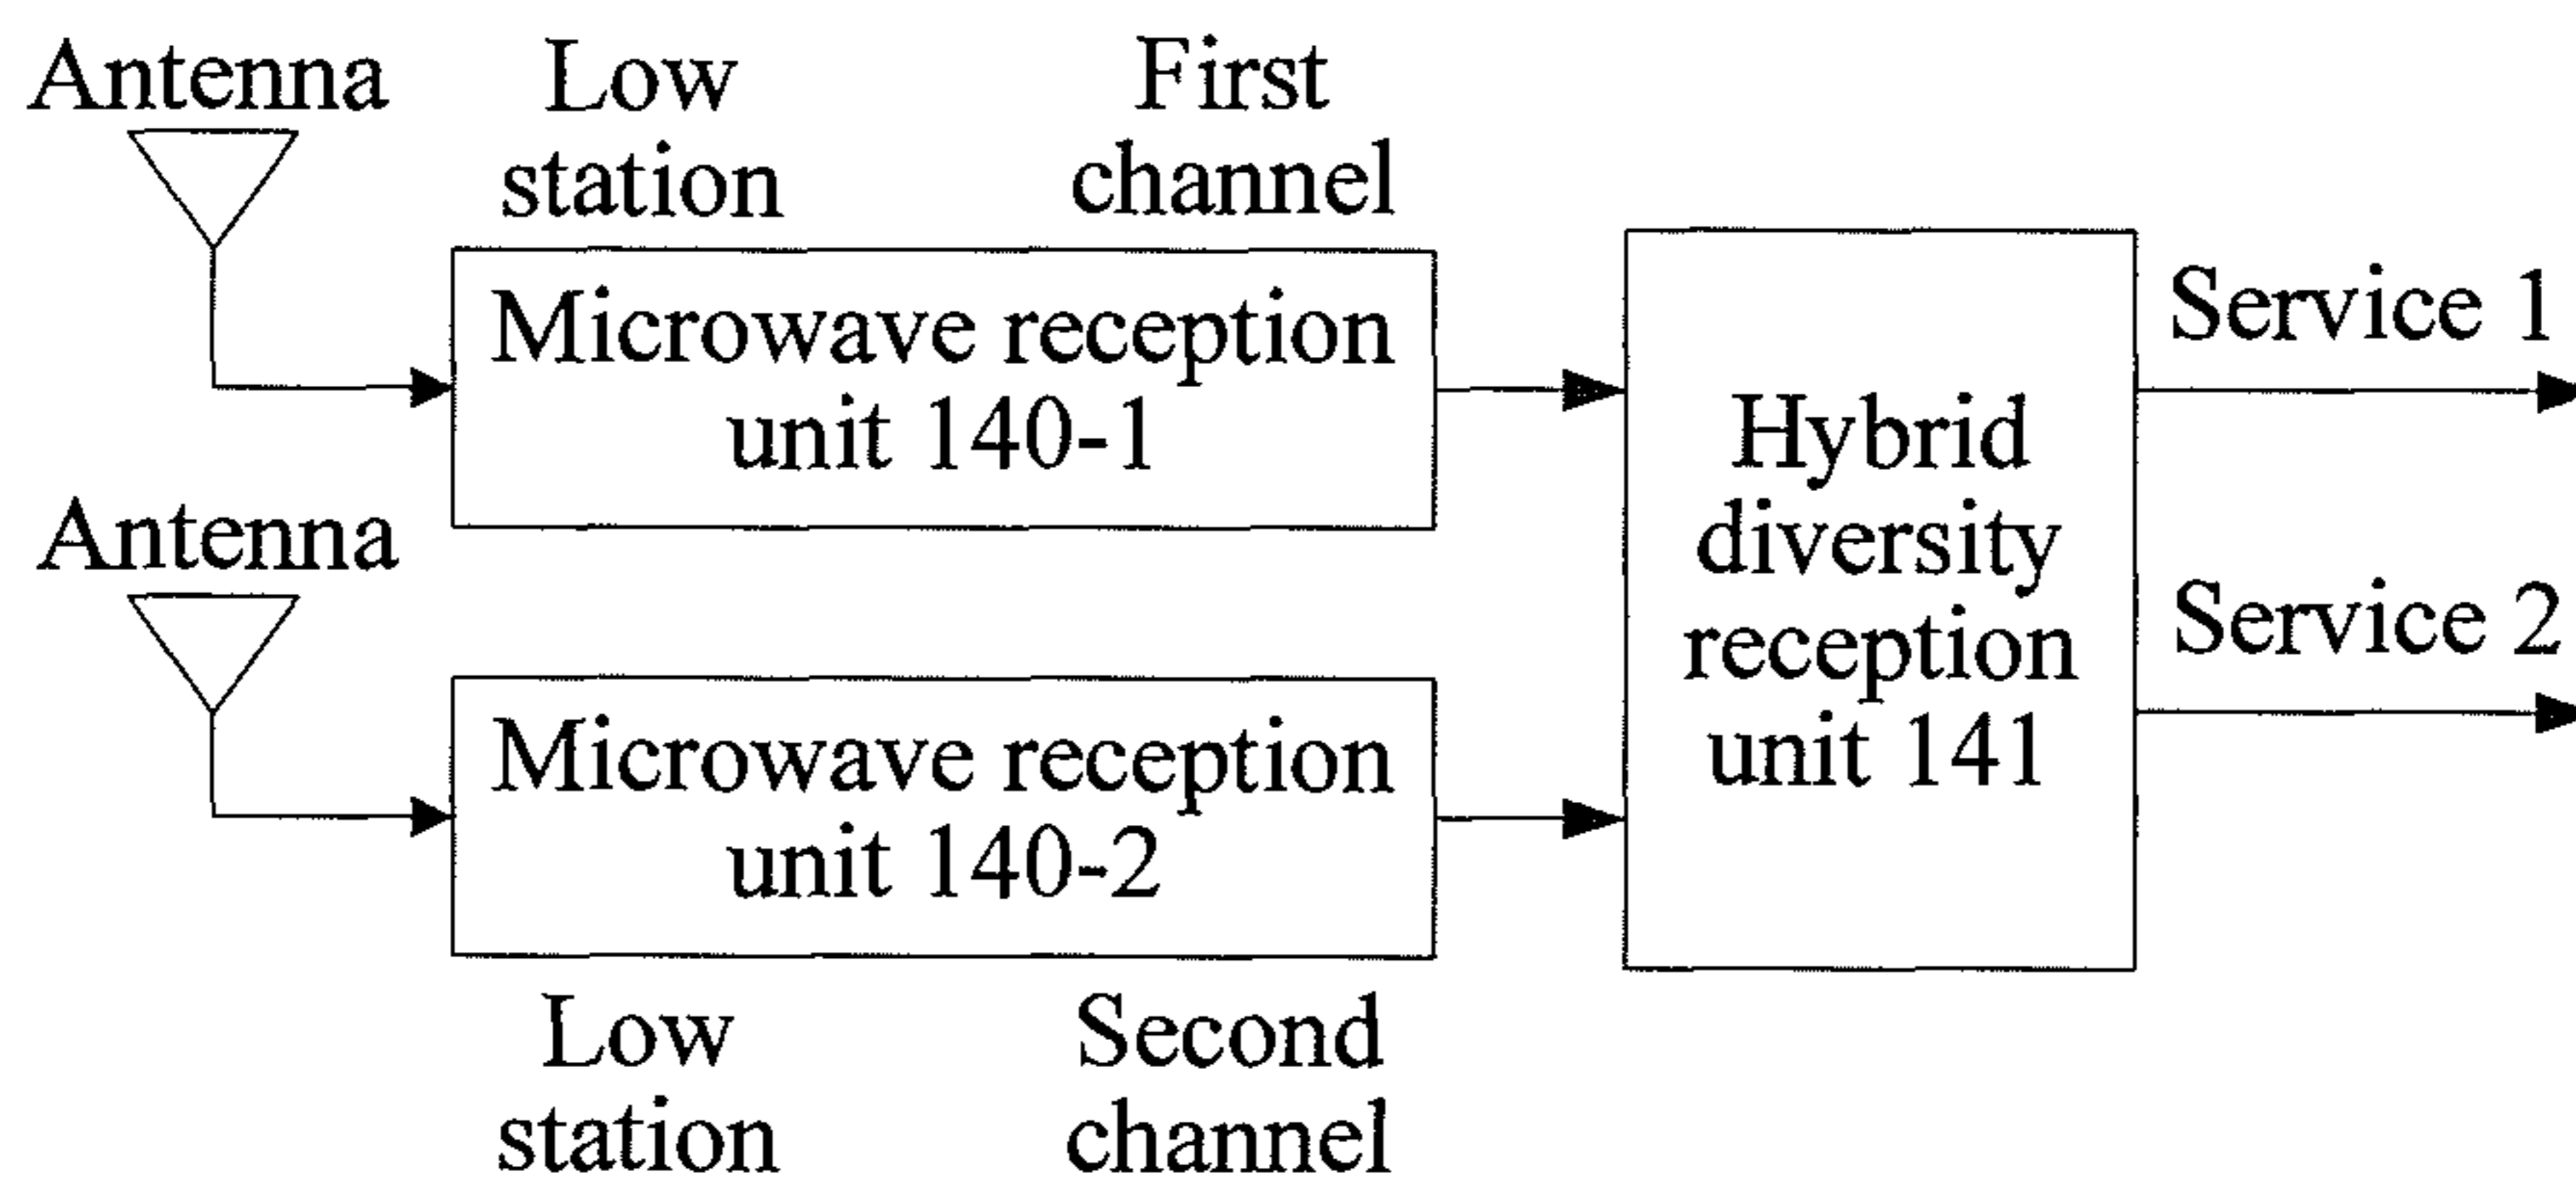 Antenna
Low
station
First
channel
Microwave reception
unit 140-1
Antenna
Microwave reception
unit 140-2
Low
station
Second
channel
Hybrid
diversity
reception
unit 141
Service 1
Service 2